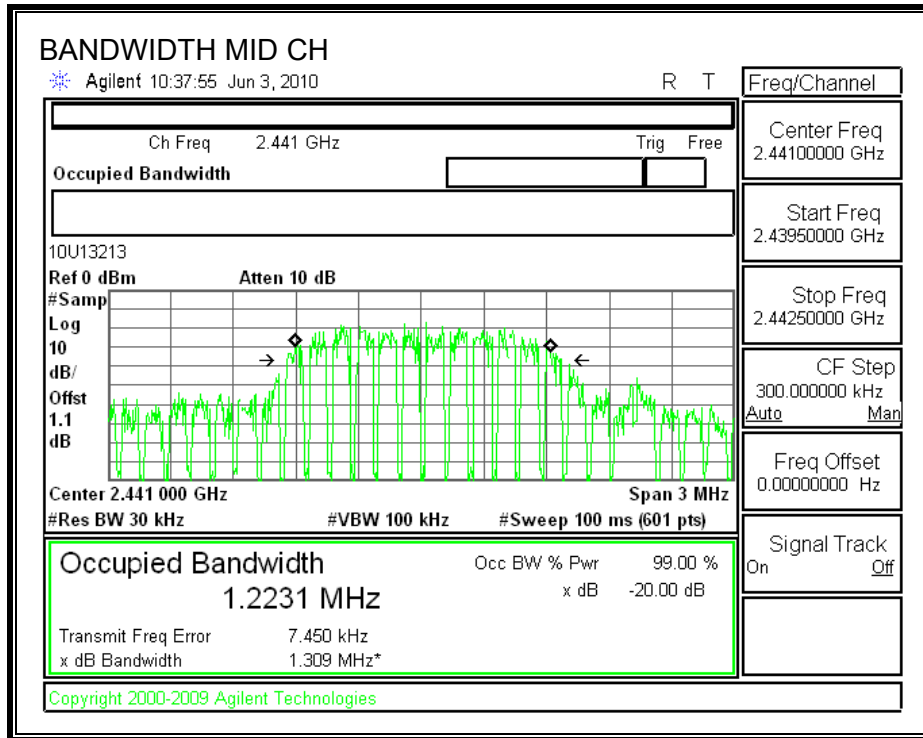 BANDWIDTH MID CH
Agilent 10:37:55 Jun 3, 2010 R T
Freq/Channel
Ch Freq 2.441 GHz Trig Free
Occupied Bandwidth
Center Freq
2.44100000 GHz
Start Freq
2.43950000 GHz
Stop Freq
2.44250000 GHz
CF Step
300.000000 kHz
Auto Man
Freq Offset
0.00000000 Hz
Signal Track
On Off
10U13213
Ref 0 dBm Atten 10 dB
#Samp
Log
10
dB/
Offst
1.1
dB
Center 2.441 000 GHz Span 3 MHz
#Res BW 30 kHz #VBW 100 kHz #Sweep 100 ms (601 pts)
Occupied Bandwidth Occ BW % Pwr 99.00 %
1.2231 MHz x dB -20.00 dB
Transmit Freq Error 7.450 kHz
x dB Bandwidth 1.309 MHz*
Copyright 2000-2009 Agilent Technologies